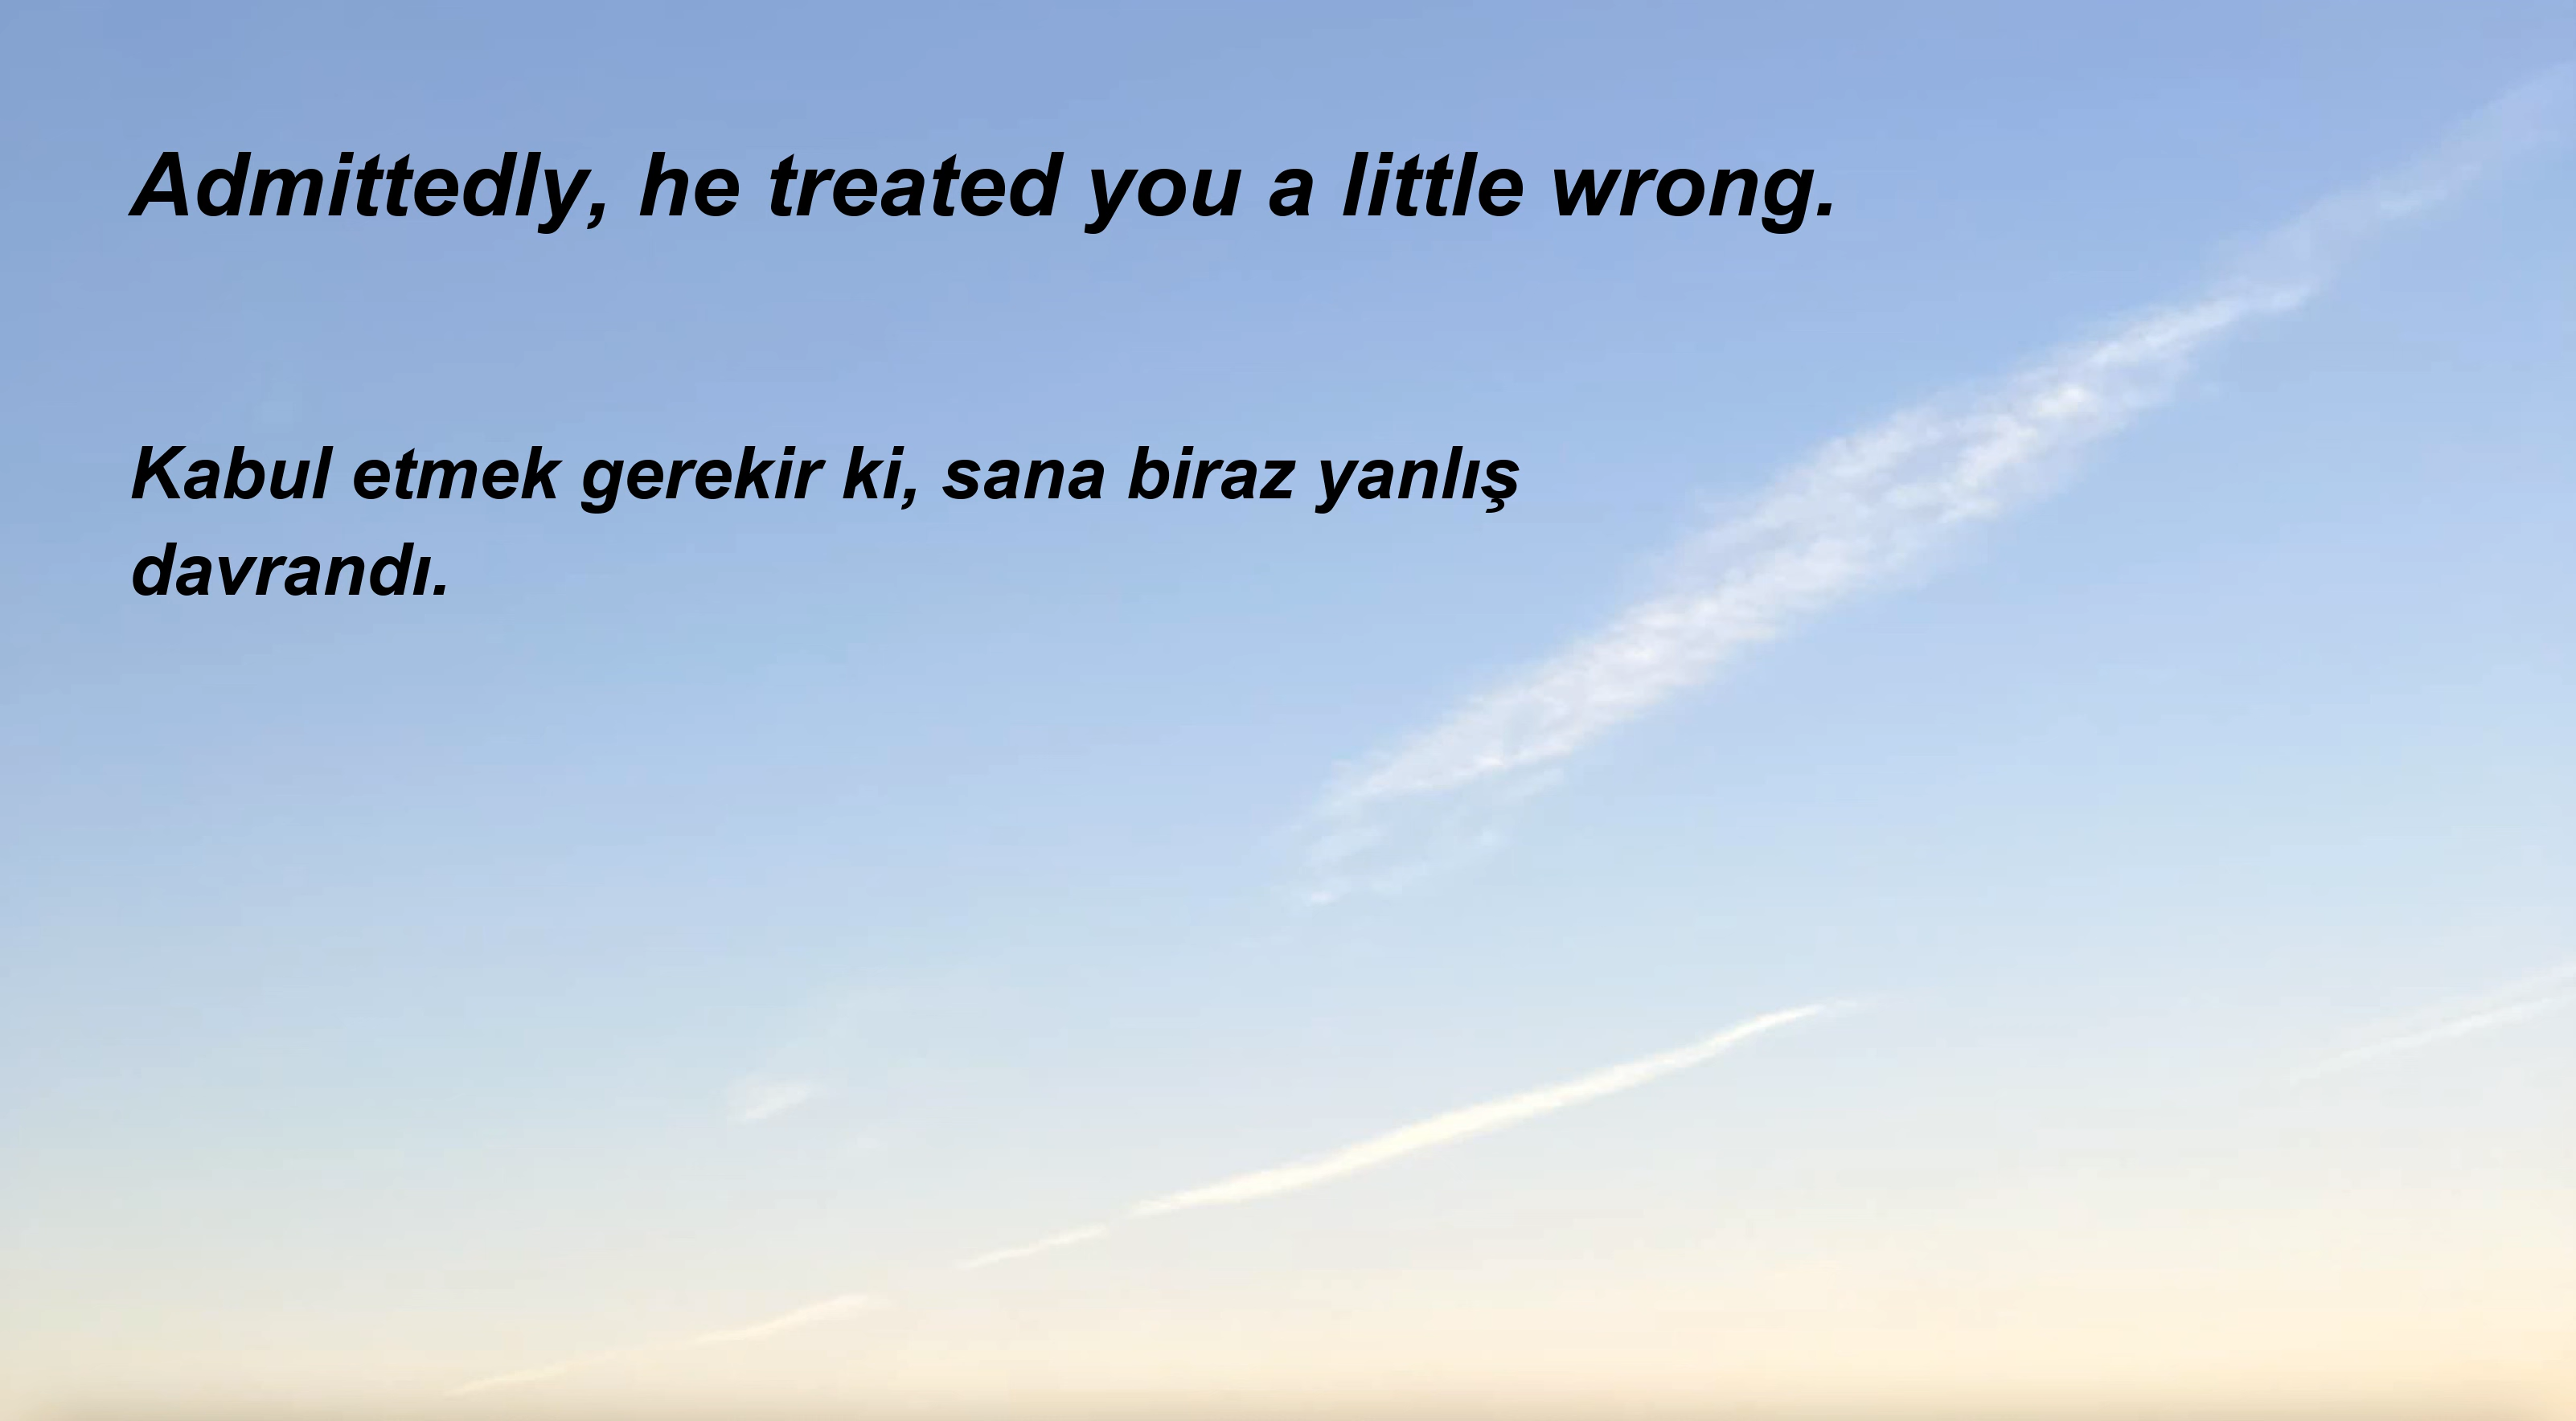 Admittedly, he treated you a little wrong.
Kabul etmek gerekir ki, sana biraz yanlış
davrandı.